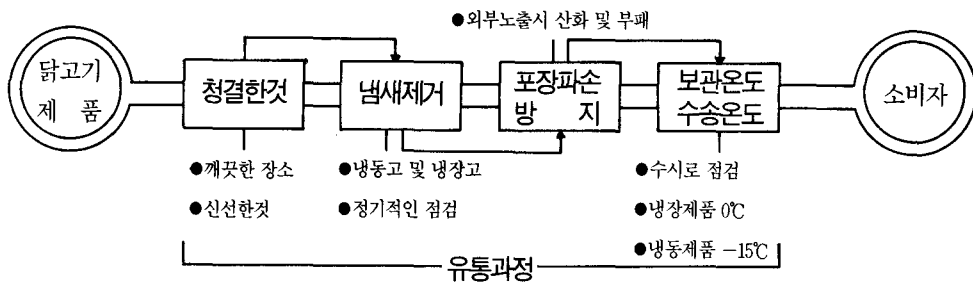 ●외부노출시 산화 및 부패
닭고기
제 품
청결한것
냄새제거
포장파손
방 지
보관온도
수송온도
소비자
●깨끗한 장소
●신선한것
●냉동고 및 냉장고
●정기적인 점검
●수시로 점검
●냉장제품 0℃
●냉동제품 −15℃
유통과정